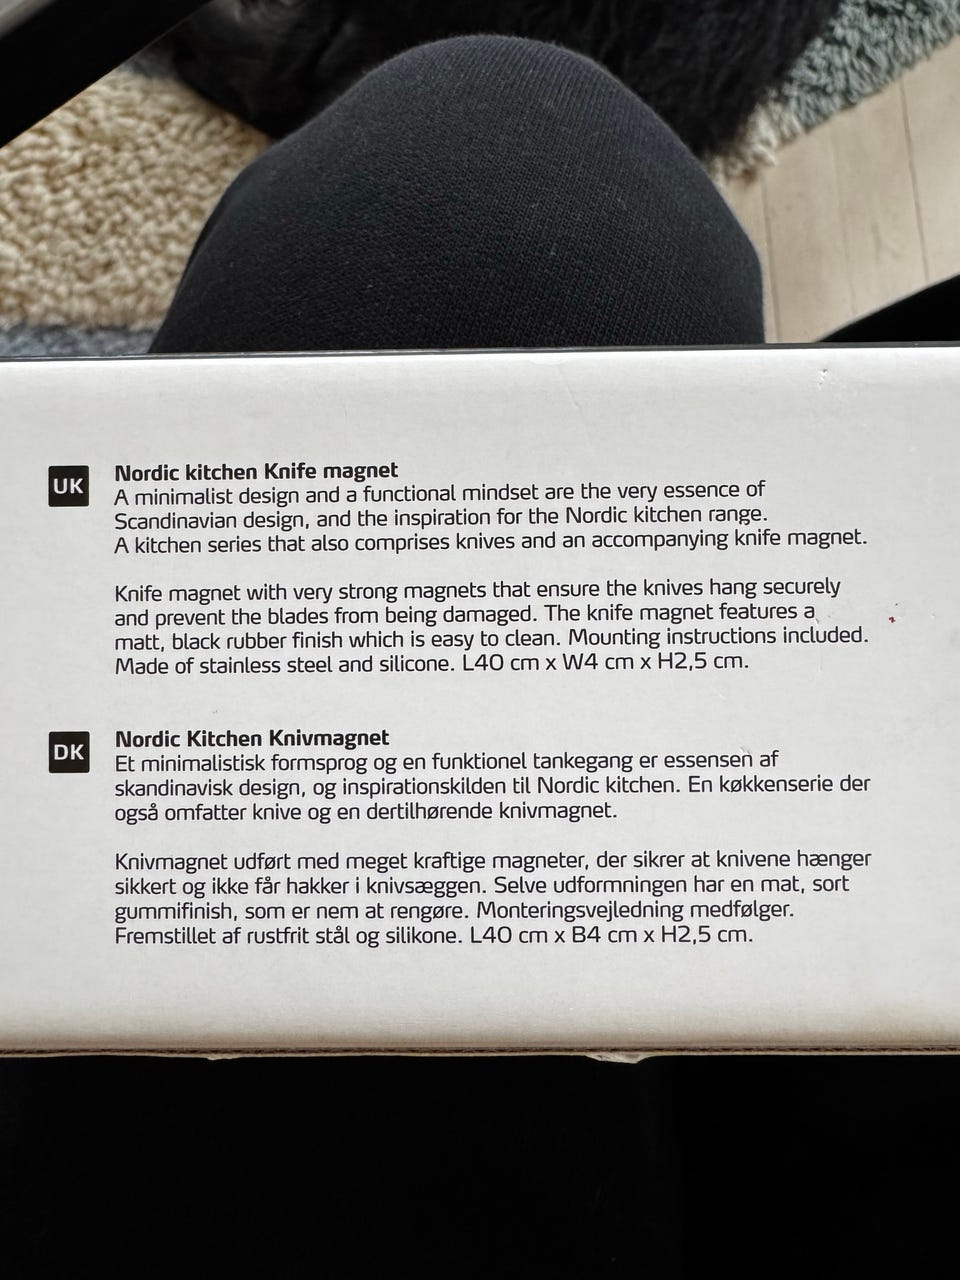 UK
Nordic kitchen Knife magnet
A minimalist design and a functional mindset are the very essence of
Scandinavian design, and the inspiration for the Nordic kitchen range.
A kitchen series that also comprises knives and an accompanying knife magnet.
Knife magnet with very strong magnets that ensure the knives hang securely
and prevent the blades from being damaged. The knife magnet features a
matt, black rubber finish which is easy to clean. Mounting instructions included.
Made of stainless steel and silicone. L40 cm x W4 cm x H2,5 cm.
DK
Nordic Kitchen Knivmagnet
Et minimalistisk formsprog og en funktionel tankegang er essensen af
skandinavisk design, og inspirationskilden til Nordic kitchen. En køkkenserie der
også omfatter knive og en dertilhørende knivmagnet.
Knivmagnet udført med meget kraftige magneter, der sikrer at knivene hænger
sikkert og ikke får hakker i knivsæggen. Selve udformningen har en mat, sort
gummifinish, som er nem at rengøre. Monteringsvejledning medfølger.
Fremstillet af rustfrit stål og silikone. L40 cm x B4 cm x H2,5 cm.